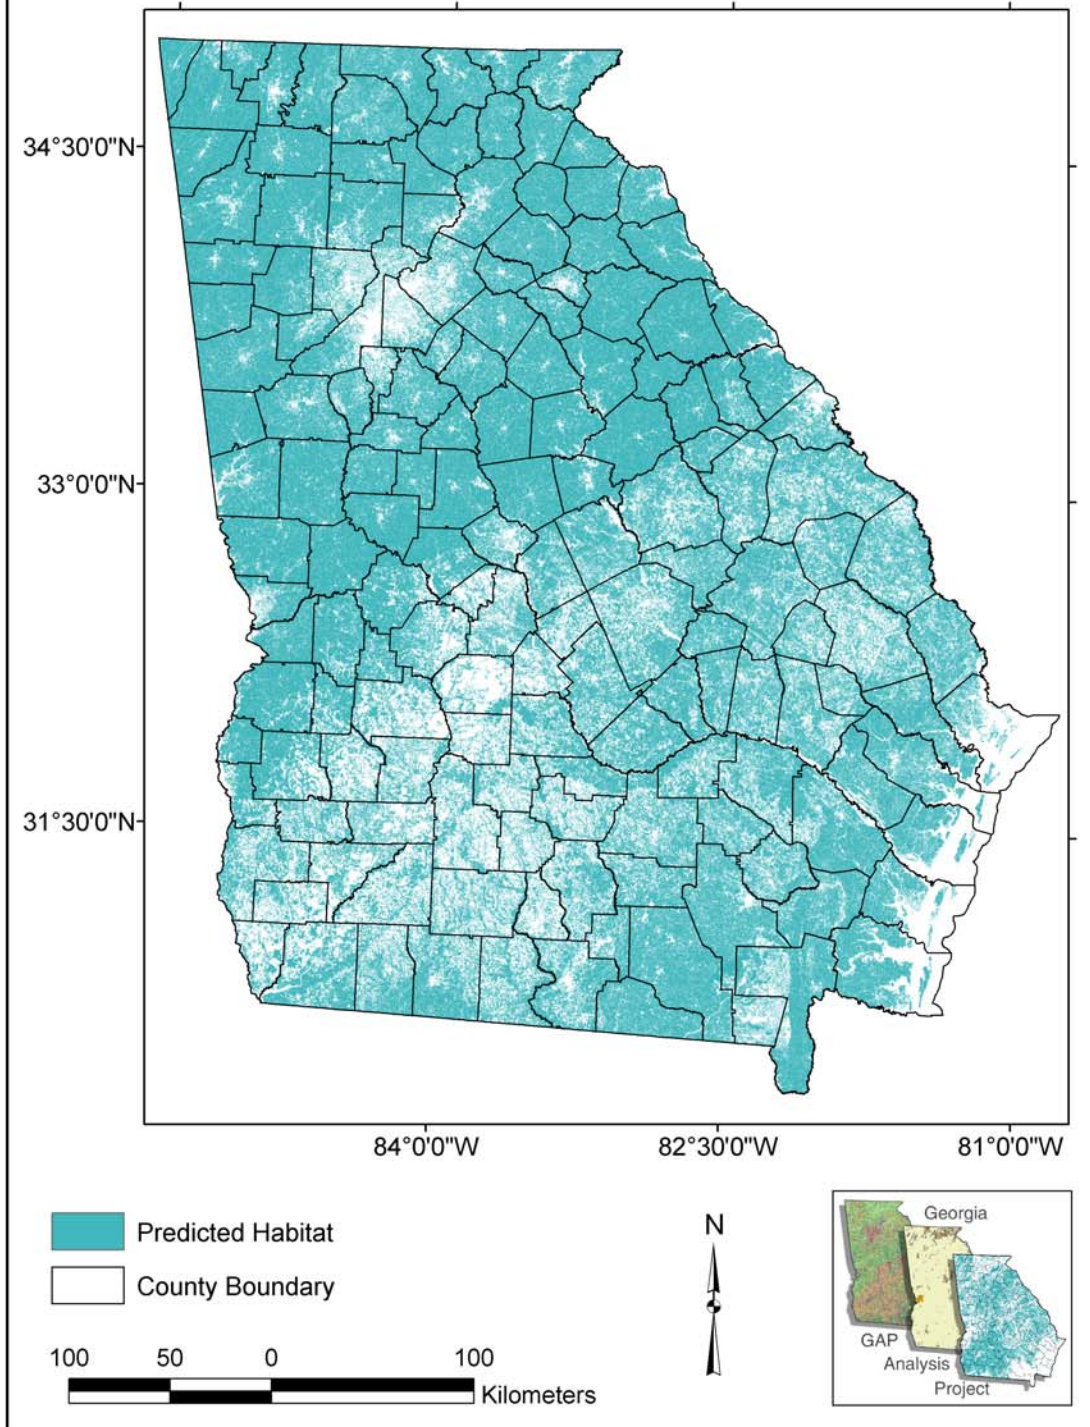 34°30'0"N
33°0'0"N
31°30'0"N
84°0'0"W 82°30'0"W 81°0'0"W
Predicted Habitat
County Boundary
100 50 0 100
Kilometers
N
Georgia
GAP
Analysis
Project